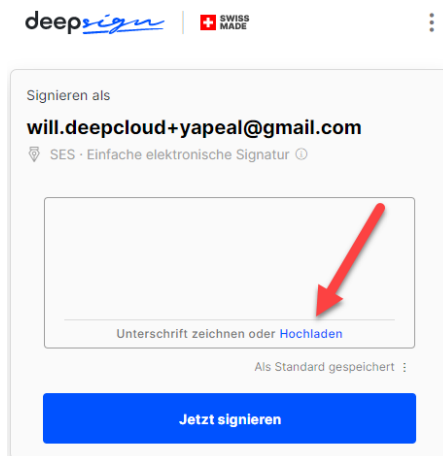 deepsign SWISS
MADE
Signieren als
will.deepcloud+yapeal@gmail.com
SES · Einfache elektronische Signatur
Unterschrift zeichnen oder Hochladen
Als Standard gespeichert
Jetzt signieren